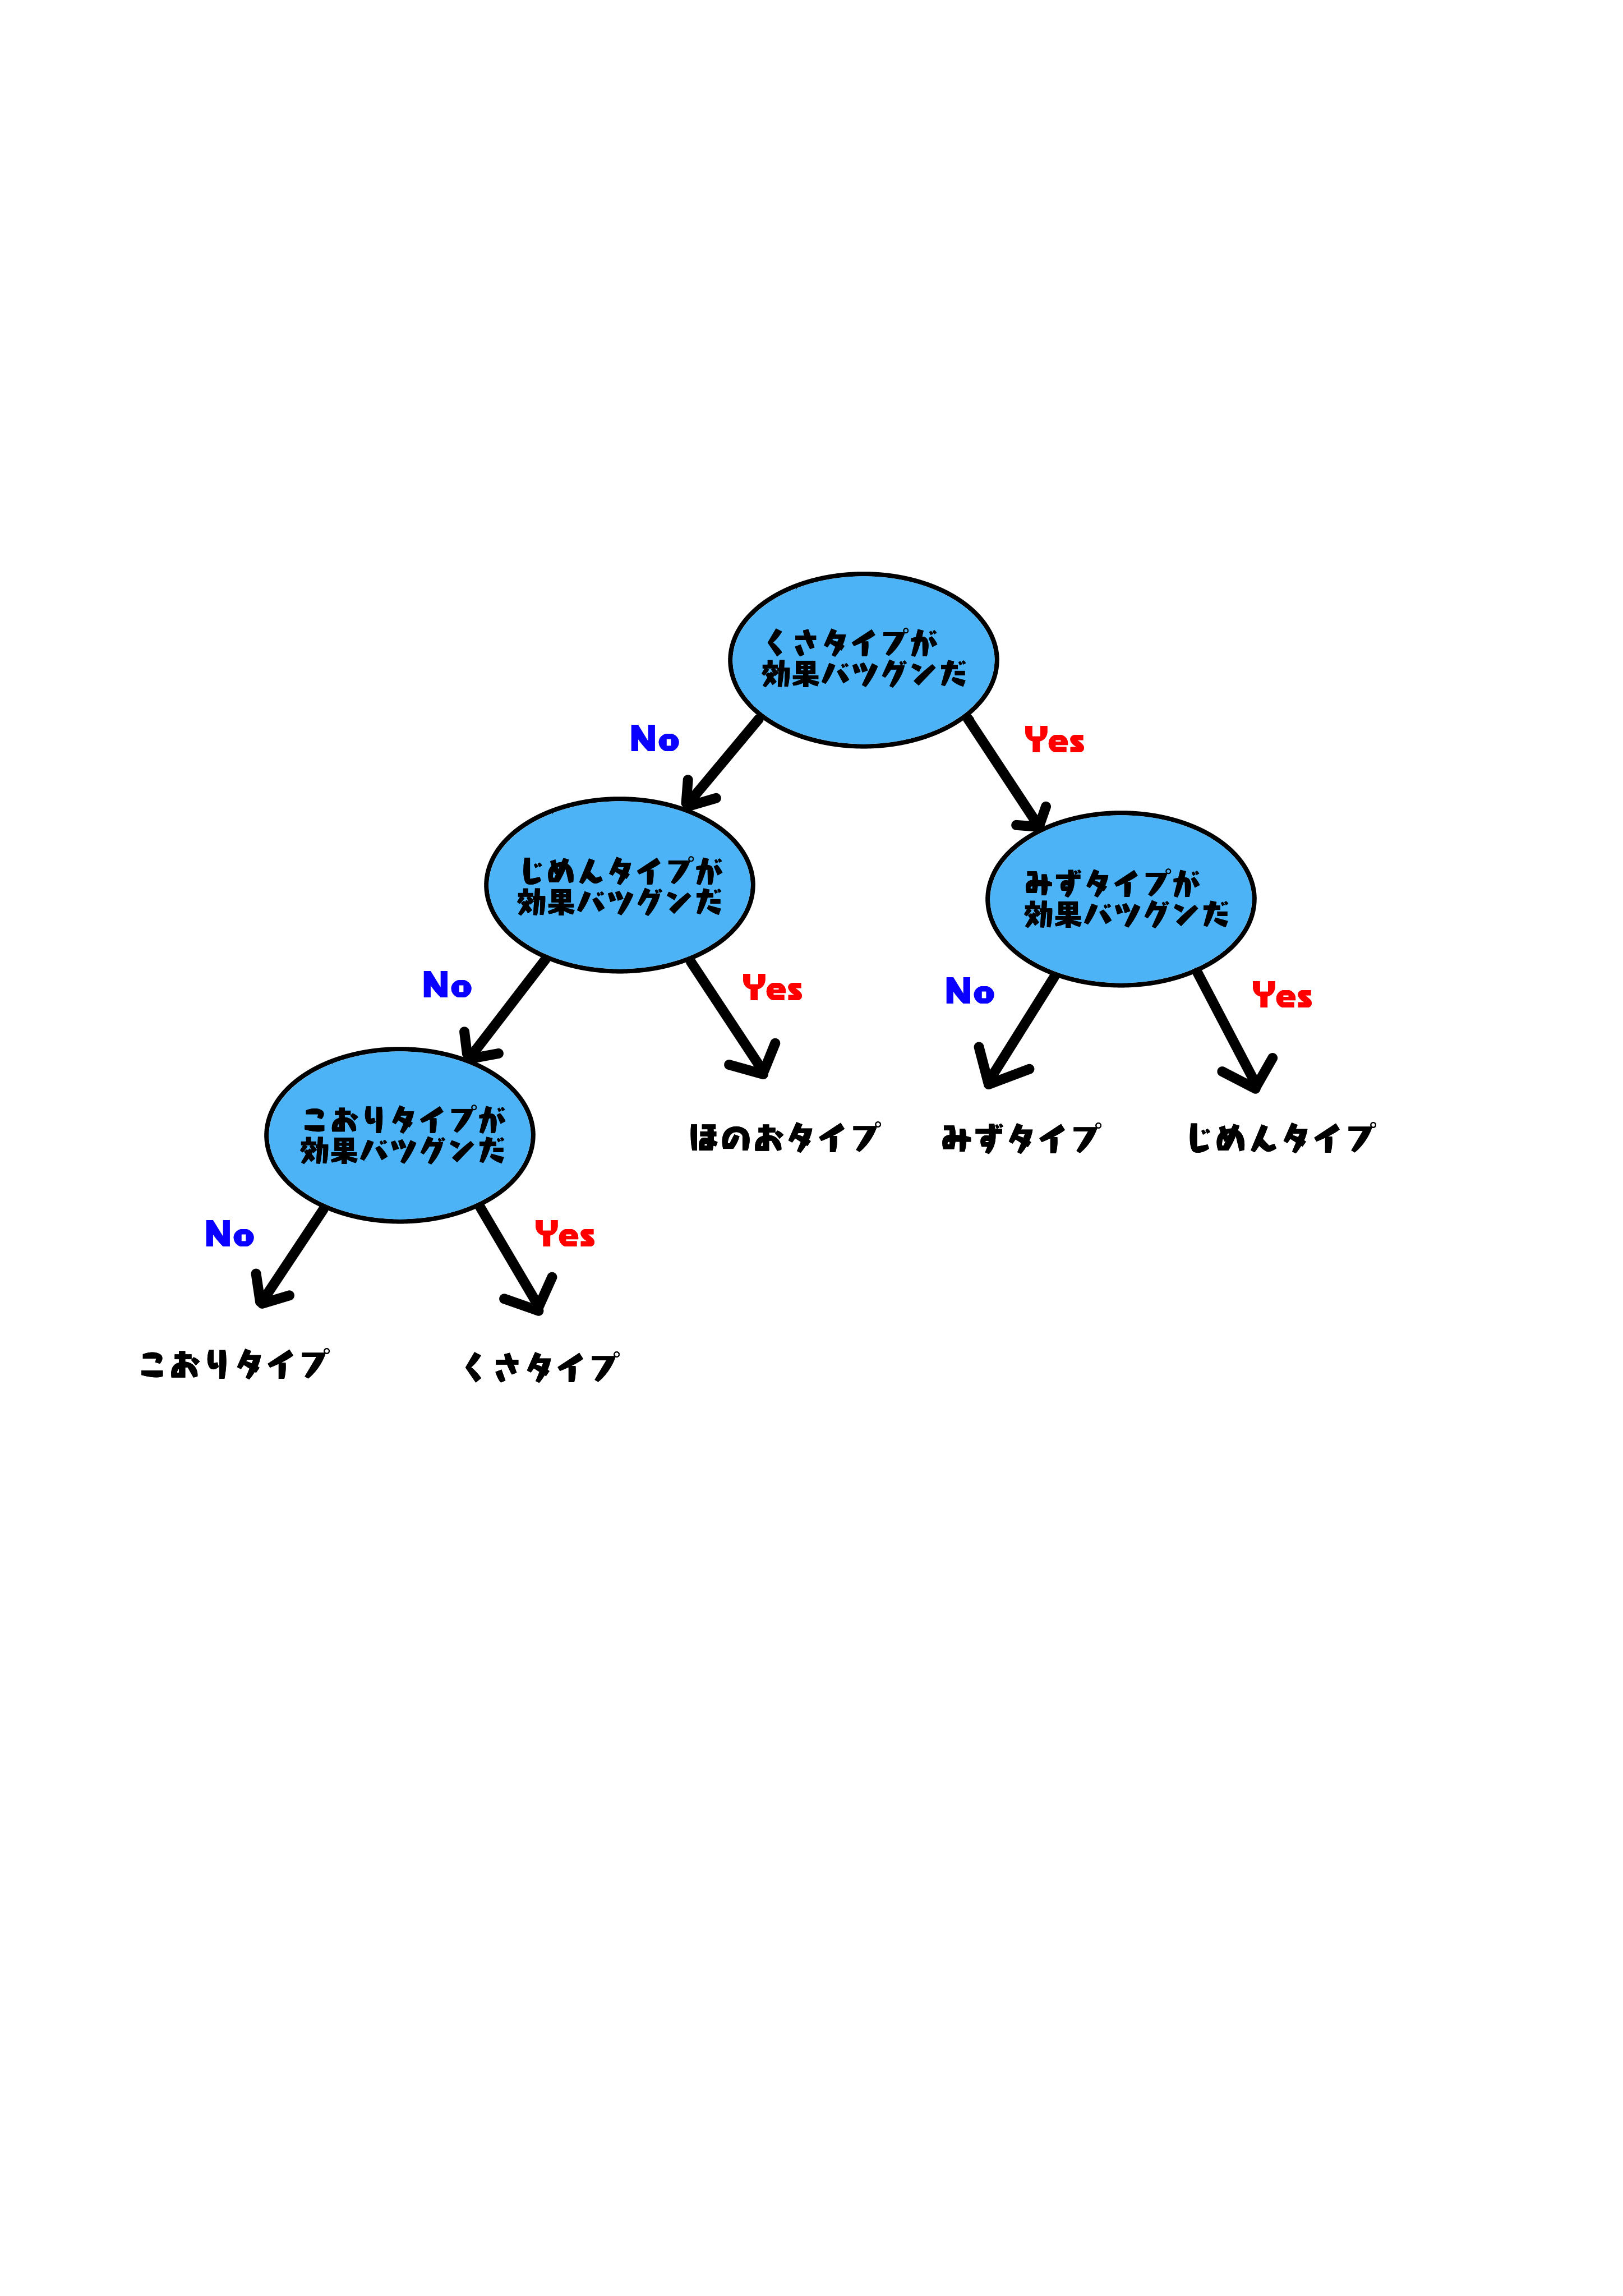 くさタイプが
効果バツグンだ
No
Yes
じめんタイプが
効果バツグンだ
みずタイプが
効果バツグンだ
No
Yes
No
Yes
こおりタイプが
効果バツグンだ
ほのおタイプ
みずタイプ
じめんタイプ
No
Yes
こおりタイプ
くさタイプ